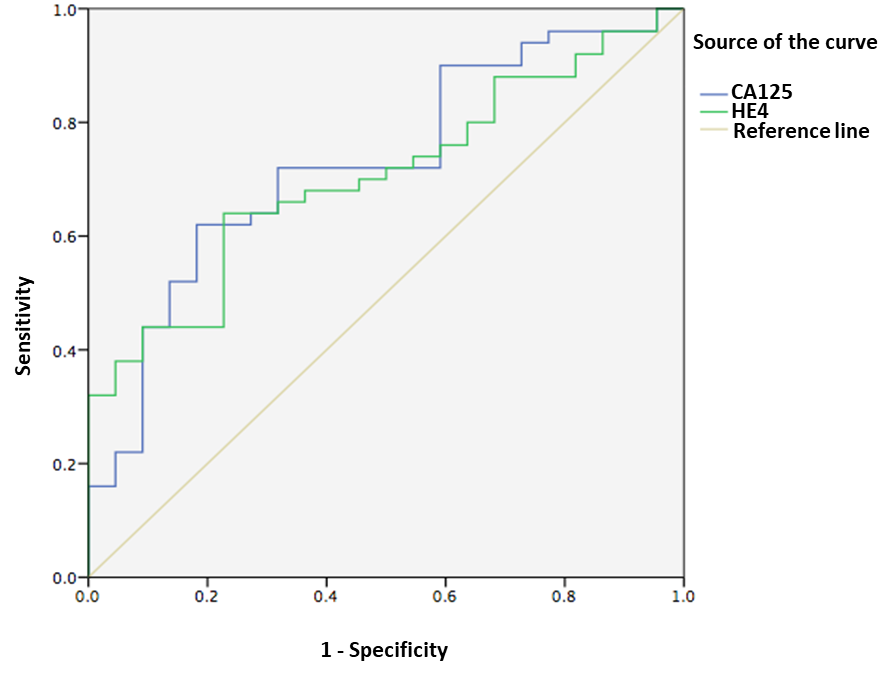 1.0
0.8
0.6
0.4
0.2
0.0
Sensitivity
0.0 0.2 0.4 0.6 0.8 1.0
1 - Specificity
Source of the curve
CA125
HE4
Reference line